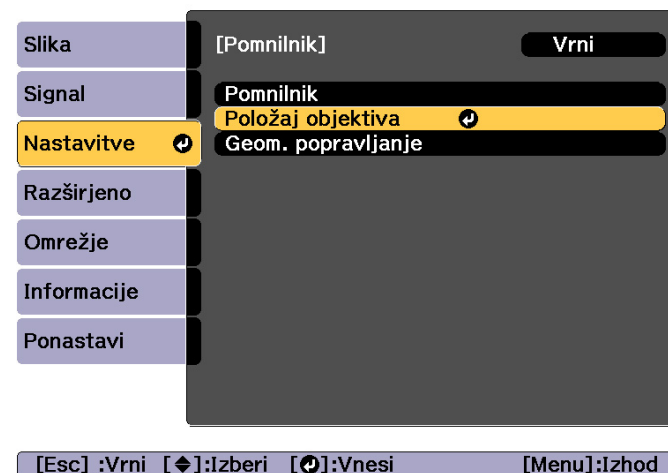 Slika
Signal
Nastavitve
Razširjeno
Omrežje
Informacije
Ponastavi
[Pomnilnik] Vrni
Pomnilnik
Položaj objektiva
Geom. popravljanje
[Esc] :Vrni [◆]:Izberi [⏎]:Vnesi [Menu]:Izhod